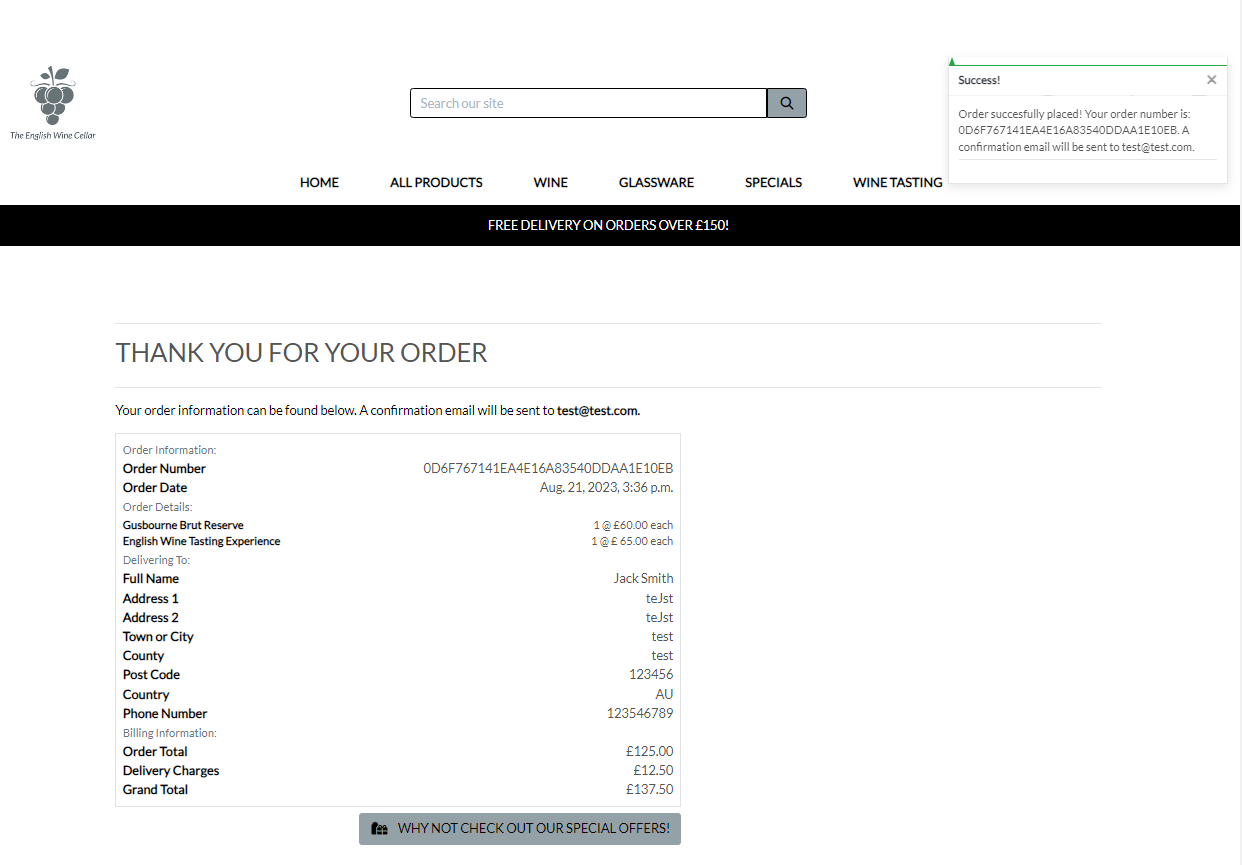 The English Wine Cellar
Search our site
Success!
×
Order succesfully placed! Your order number is:
0D6F767141EA4E16A83540DDAA1E10EB. A
confirmation email will be sent to test@test.com.
HOME ALL PRODUCTS WINE GLASSWARE SPECIALS WINE TASTING
FREE DELIVERY ON ORDERS OVER £150!
THANK YOU FOR YOUR ORDER
Your order information can be found below. A confirmation email will be sent to test@test.com.
Order Information:
Order Number 0D6F767141EA4E16A83540DDAA1E10EB
Order Date Aug. 21, 2023, 3:36 p.m.
Order Details:
Gusbourne Brut Reserve 1 @ £60.00 each
English Wine Tasting Experience 1 @ £ 65.00 each
Delivering To:
Full Name Jack Smith
Address 1 teJst
Address 2 teJst
Town or City test
County test
Post Code 123456
Country AU
Phone Number 123546789
Billing Information:
Order Total £125.00
Delivery Charges £12.50
Grand Total £137.50
WHY NOT CHECK OUT OUR SPECIAL OFFERS!